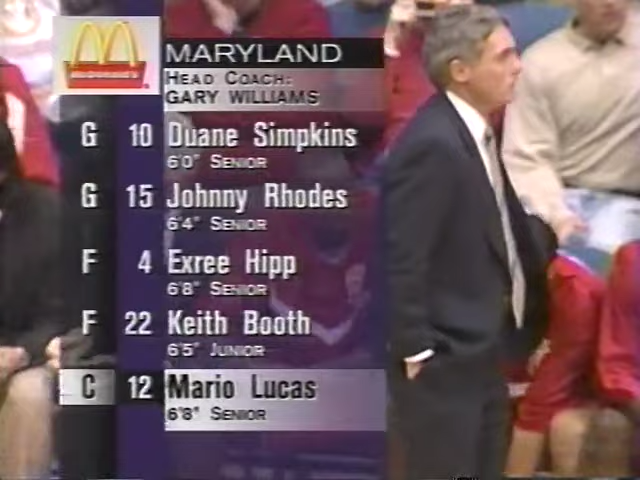 McDonald's
MARYLAND
HEAD COACH:
GARY WILLIAMS
G 10 Duane Simpkins
6'0" SENIOR
G 15 Johnny Rhodes
6'4" SENIOR
F 4 Exree Hipp
6'8" SENIOR
F 22 Keith Booth
6'5" JUNIOR
C 12 Mario Lucas
6'8" SENIOR